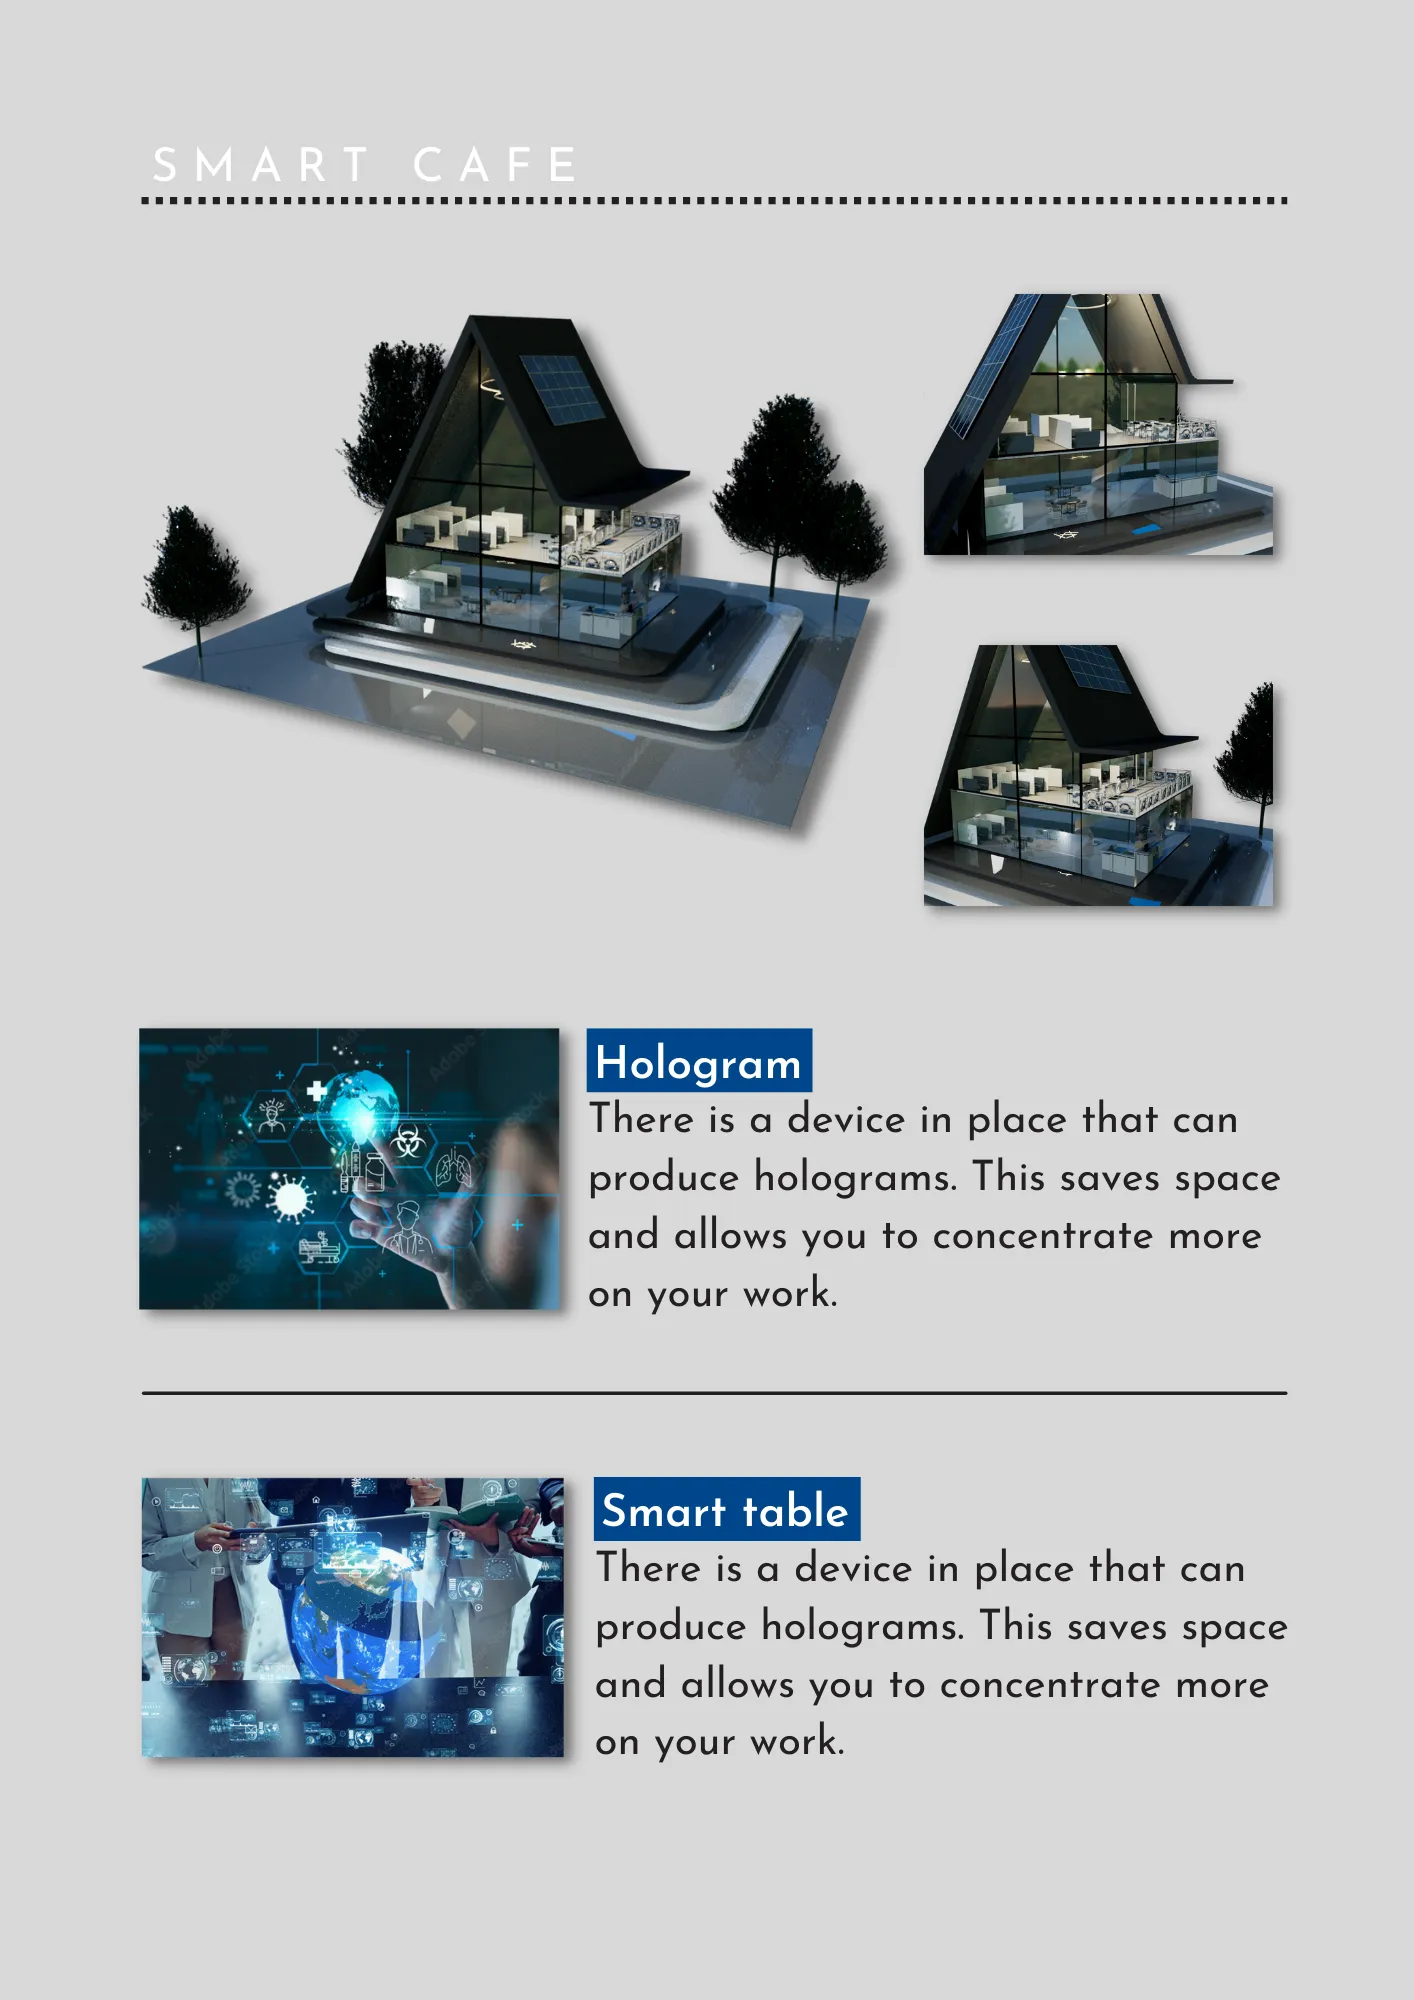 SMART CAFE
Hologram
There is a device in place that can
produce holograms. This saves space
and allows you to concentrate more
on your work.
Smart table
There is a device in place that can
produce holograms. This saves space
and allows you to concentrate more
on your work.